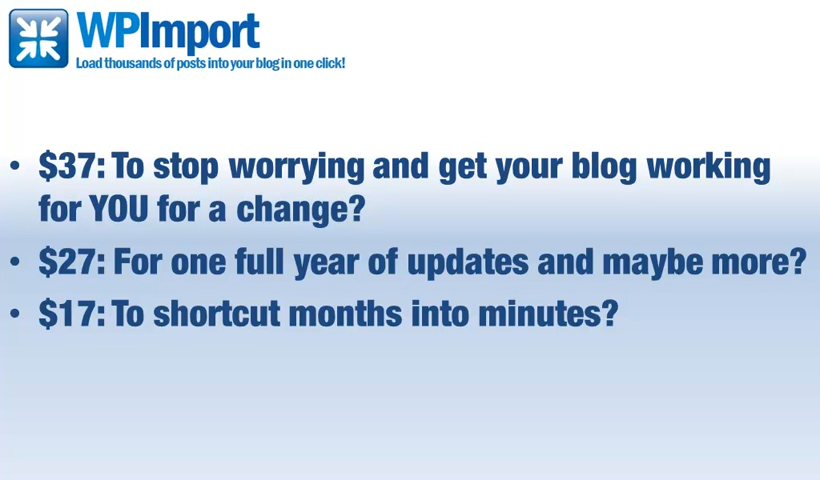 WPImport
Load thousands of posts into your blog in one click!
• $37: To stop worrying and get your blog working
for YOU for a change?
• $27: For one full year of updates and maybe more?
• $17: To shortcut months into minutes?